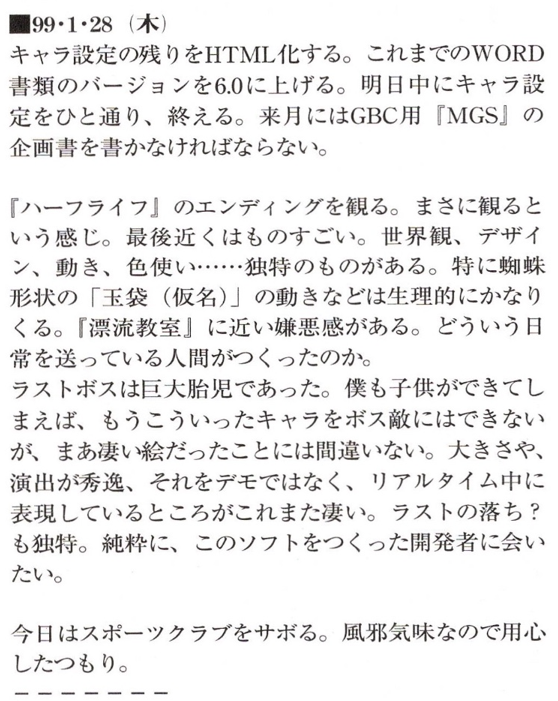 ■99・1・28（木）
キャラ設定の残りをHTML化する。これまでのWORD
書類のバージョンを6.0に上げる。明日中にキャラ設
定をひと通り、終える。来月にはGBC用『MGS』の
企画書を書かなければならない。

『ハーフライフ』のエンディングを観る。まさに観ると
いう感じ。最後近くはものすごい。世界観、デザイ
ン、動き、色使い……独特のものがある。特に蜘蛛
形状の「玉袋（仮名）」の動きなどは生理的にかなり
くる。『漂流教室』に近い嫌悪感がある。どういう日
常を送っている人間がつくったのか。
ラストボスは巨大胎児であった。僕も子供ができてし
まえば、もうこういったキャラをボス敵にはできない
が、まあ凄い絵だったことには間違いない。大きさや、
演出が秀逸、それをデモではなく、リアルタイム中に
表現しているところがこれまた凄い。ラストの落ち？
も独特。純粋に、このソフトをつくった開発者に会い
たい。

今日はスポーツクラブをサボる。風邪気味なので用心
したつもり。
－－－－－－－